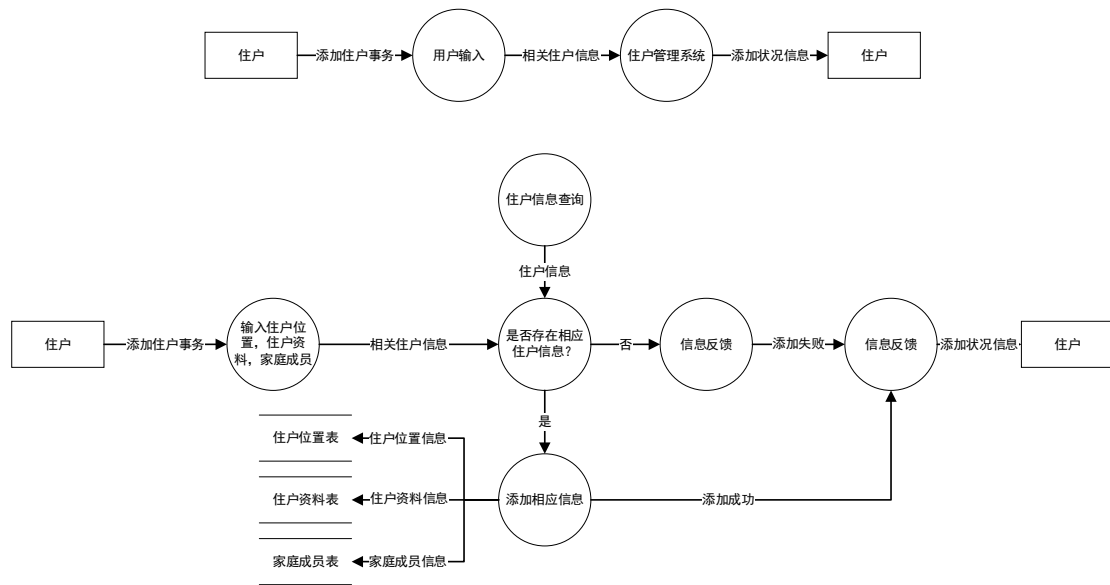 住户
添加住户事务
用户输入
相关住户信息
住户管理系统
添加状况信息
住户
住户信息查询
住户信息
住户
添加住户事务
输入住户位
置，住户资
料，家庭成员
相关住户信息
是否存在相应
住户信息？
否
信息反馈
添加失败
信息反馈
添加状况信息
住户
是
住户位置表
住户位置信息
住户资料表
住户资料信息
添加相应信息
添加成功
家庭成员表
家庭成员信息